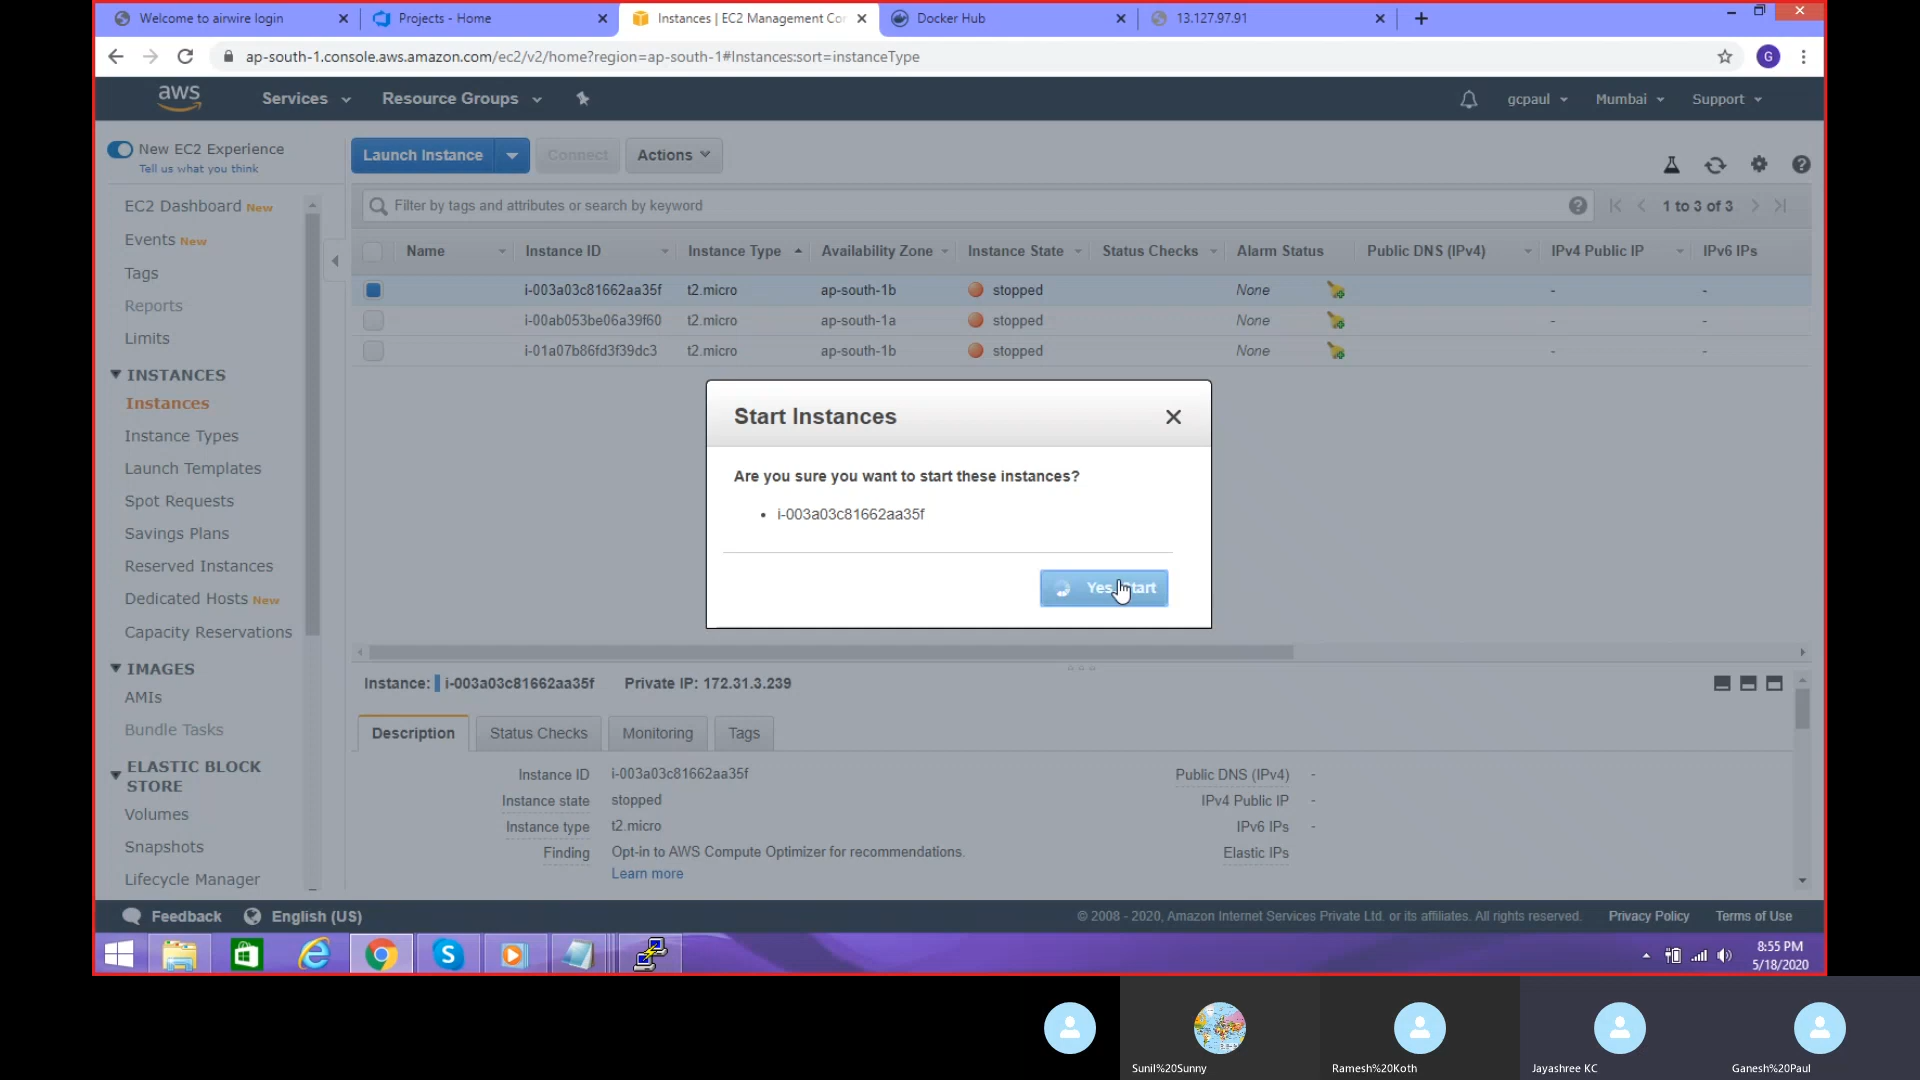 Welcome to airwire login
Projects - Home
Instances | EC2 Management Cor
Docker Hub
13.127.97.91
ap-south-1.console.aws.amazon.com/ec2/v2/home?region=ap-south-1#Instances:sort=instanceType
G
aws
Services
Resource Groups
gcpaul
Mumbai
Support
New EC2 Experience
Tell us what you think
Launch Instance
Connect
Actions
EC2 Dashboard New
Filter by tags and attributes or search by keyword
1 to 3 of 3
Events New
Tags
Reports
Limits
Name Instance ID Instance Type Availability Zone Instance State Status Checks Alarm Status Public DNS (IPv4) IPv4 Public IP IPv6 IPs
i-003a03c81662aa35f t2.micro ap-south-1b stopped None - -
i-00ab053be06a39f60 t2.micro ap-south-1a stopped None - -
i-01a07b86fd3f39dc3 t2.micro ap-south-1b stopped None - -
INSTANCES
Instances
Instance Types
Launch Templates
Spot Requests
Savings Plans
Reserved Instances
Dedicated Hosts New
Capacity Reservations
IMAGES
AMIs
Bundle Tasks
ELASTIC BLOCK
STORE
Volumes
Snapshots
Lifecycle Manager
Start Instances
Are you sure you want to start these instances?
• i-003a03c81662aa35f
Yes, Start
Instance: i-003a03c81662aa35f Private IP: 172.31.3.239
Description
Status Checks
Monitoring
Tags
Instance ID i-003a03c81662aa35f
Public DNS (IPv4) -
Instance state stopped
IPv4 Public IP -
Instance type t2.micro
IPv6 IPs -
Finding Opt-in to AWS Compute Optimizer for recommendations.
Learn more
Elastic IPs
Feedback
English (US)
© 2008 - 2020, Amazon Internet Services Private Ltd. or its affiliates. All rights reserved.
Privacy Policy
Terms of Use
8:55 PM
5/18/2020
Sunil%20Sunny
Ramesh%20Koth
Jayashree KC
Ganesh%20Paul